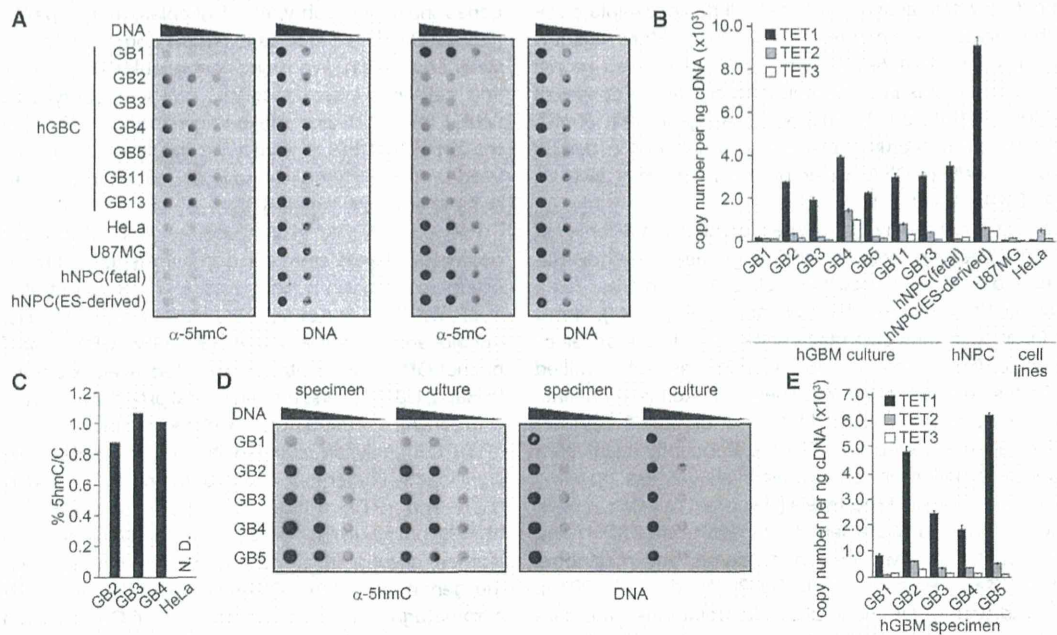 A
DNA
hGBC
GB1
GB2
GB3
GB4
GB5
GB11
GB13
HeLa
U87MG
hNPC(fetal)
hNPC(ES-derived)
α-5hmC
DNA
α-5mC
DNA
B
copy number per ng cDNA (x10³)
10.0
8.0
6.0
4.0
2.0
0
TET1
TET2
TET3
GB1
GB2
GB3
GB4
GB5
GB11
GB13
hNPC(fetal)
hNPC(ES-derived)
U87MG
HeLa
hGBM culture
hNPC
cell
lines
C
% 5hmC/C
1.2
1.0
0.8
0.6
0.4
0.2
0
N. D.
GB2
GB3
GB4
HeLa
D
specimen
culture
specimen
culture
DNA
GB1
GB2
GB3
GB4
GB5
α-5hmC
DNA
E
copy number per ng cDNA (x10³)
7.0
6.0
5.0
4.0
3.0
2.0
1.0
0
TET1
TET2
TET3
GB1
GB2
GB3
GB4
GB5
hGBM specimen